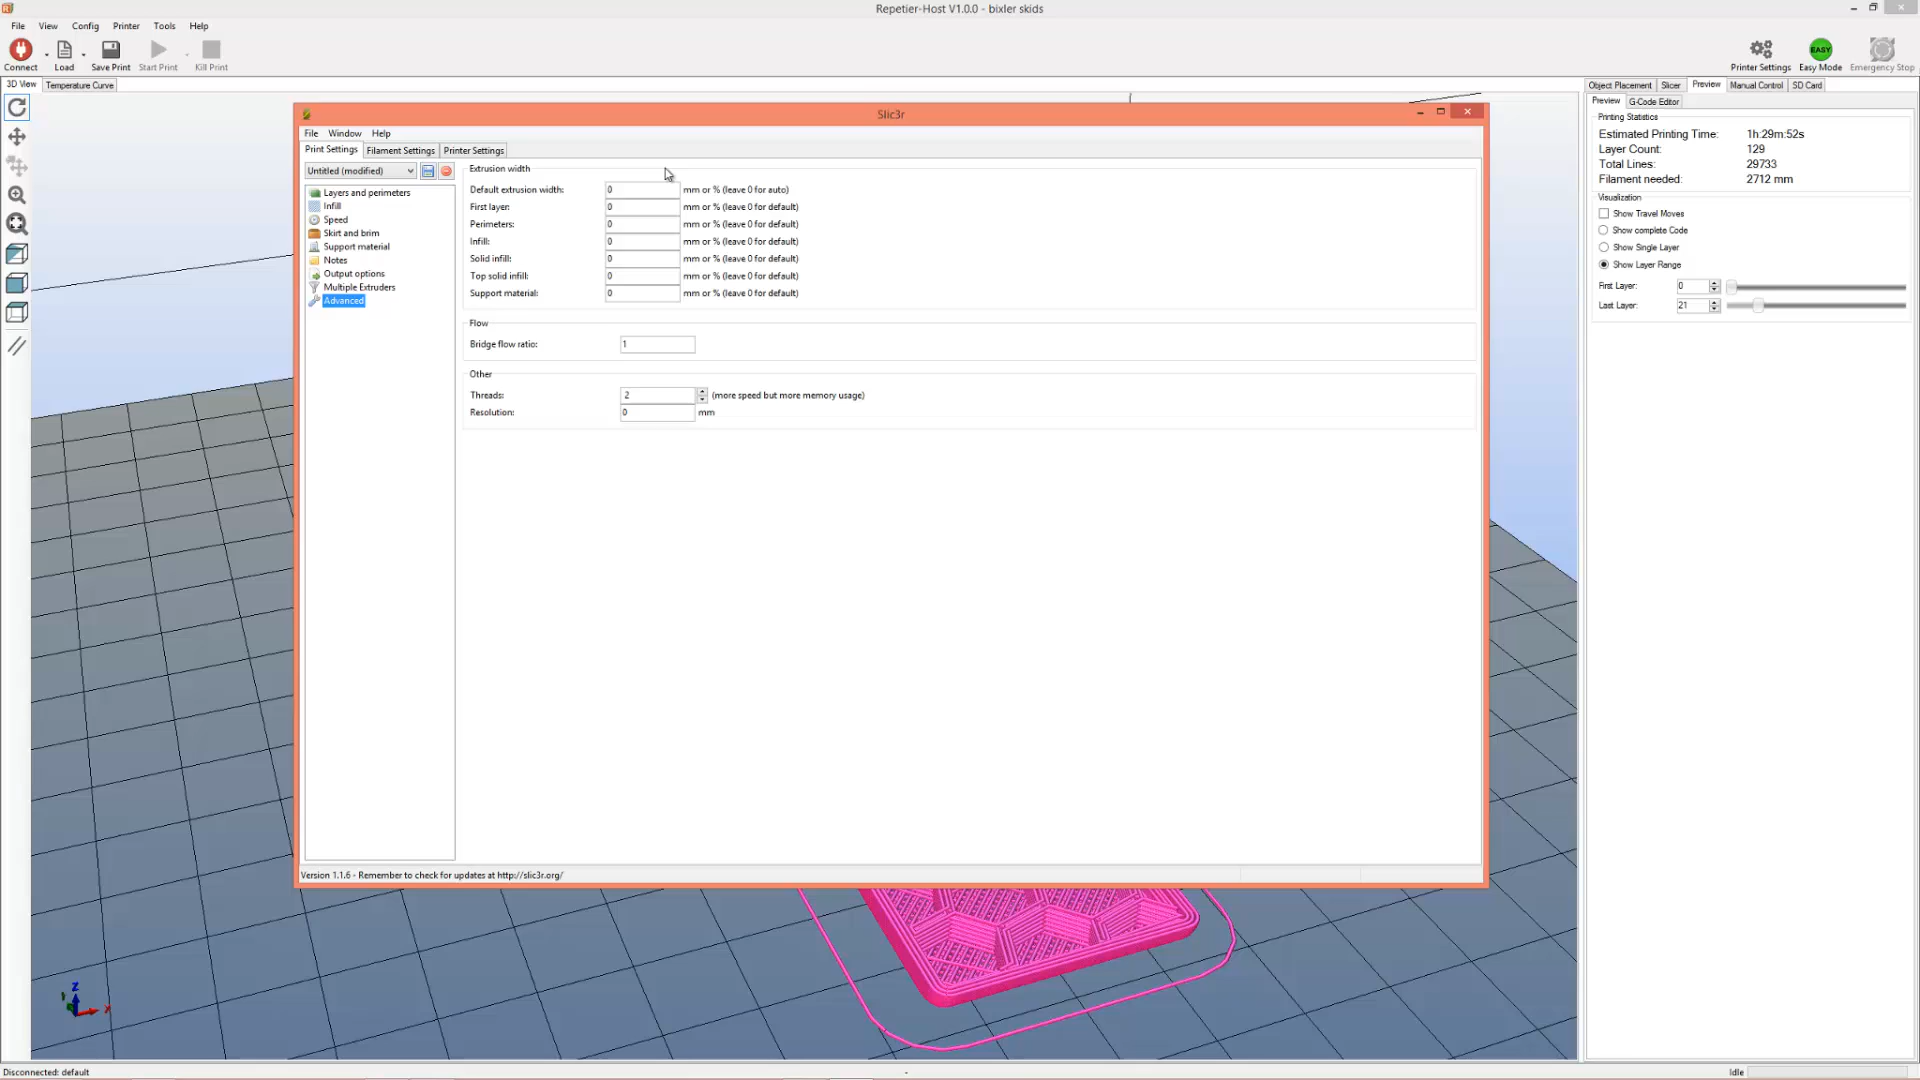 Repetier-Host V1.0.0 - bixler skids
File View Config Printer Tools Help
Connect Load Save Print Start Print Kill Print
Printer Settings EASY Easy Mode Emergency Stop
3D View Temperature Curve
Object Placement Slicer Preview Manual Control SD Card
Preview G-Code Editor
Printing Statistics
Estimated Printing Time: 1h:29m:52s
Layer Count: 129
Total Lines: 29733
Filament needed: 2712 mm
Visualization
Show Travel Moves
Show complete Code
Show Single Layer
Show Layer Range
First Layer: 0
Last Layer: 21
Slic3r
File Window Help
Print Settings Filament Settings Printer Settings
Untitled (modified)
Layers and perimeters
Infill
Speed
Skirt and brim
Support material
Notes
Output options
Multiple Extruders
Advanced
Extrusion width
Default extrusion width: 0 mm or % (leave 0 for auto)
First layer: 0 mm or % (leave 0 for default)
Perimeters: 0 mm or % (leave 0 for default)
Infill: 0 mm or % (leave 0 for default)
Solid infill: 0 mm or % (leave 0 for default)
Top solid infill: 0 mm or % (leave 0 for default)
Support material: 0 mm or % (leave 0 for default)
Flow
Bridge flow ratio: 1
Other
Threads: 2 (more speed but more memory usage)
Resolution: 0 mm
Version 1.1.6 - Remember to check for updates at http://slic3r.org/
Z
Y
X
Disconnected: default - Idle